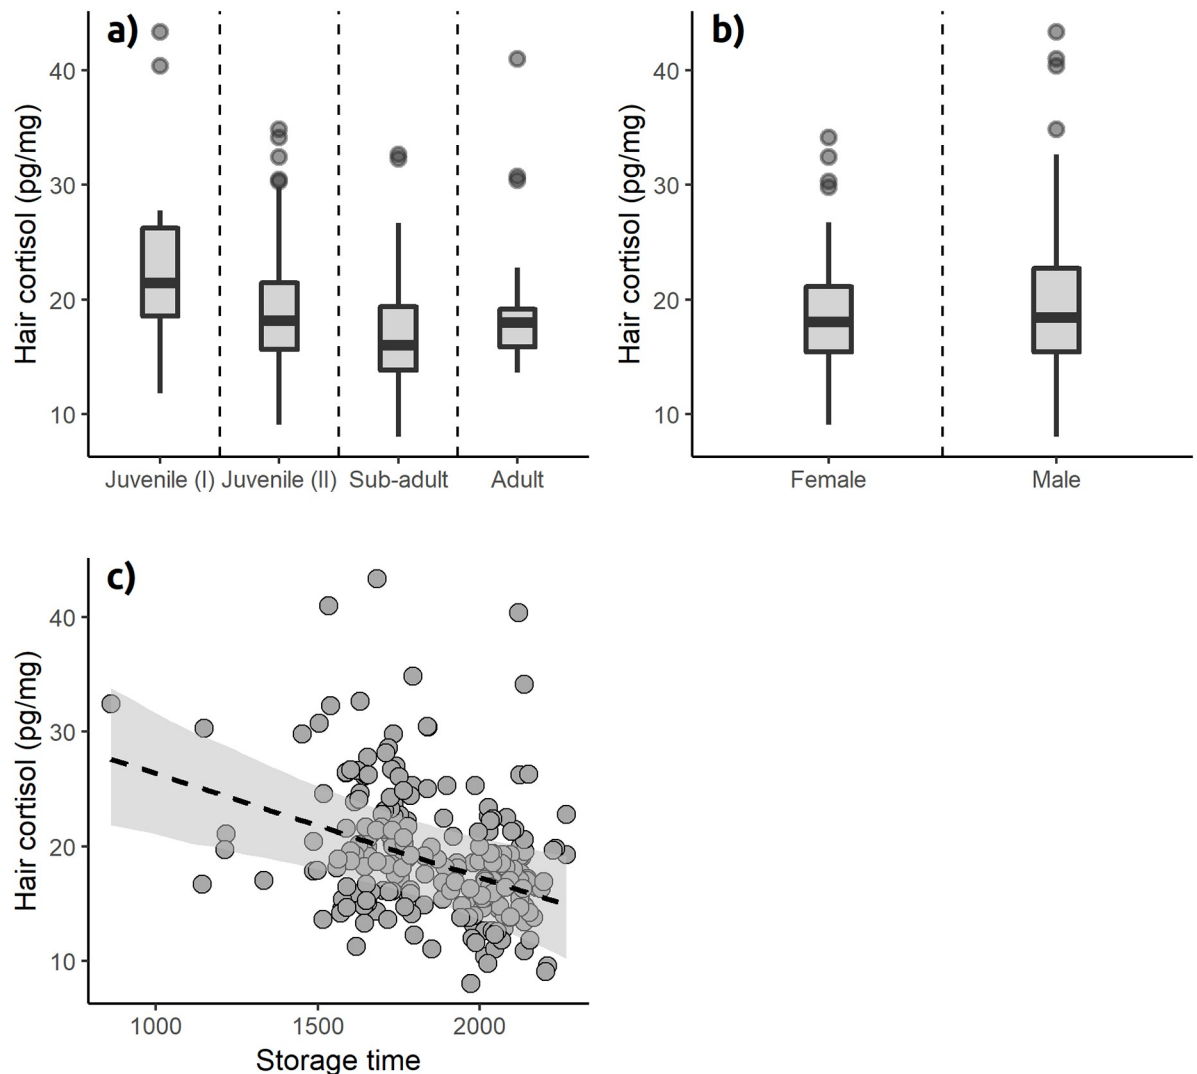 a)
Hair cortisol (pg/mg)
40
30
20
10
Juvenile (I) Juvenile (II) Sub-adult Adult
b)
Hair cortisol (pg/mg)
40
30
20
10
Female Male
c)
Hair cortisol (pg/mg)
40
30
20
10
1000 1500 2000
Storage time